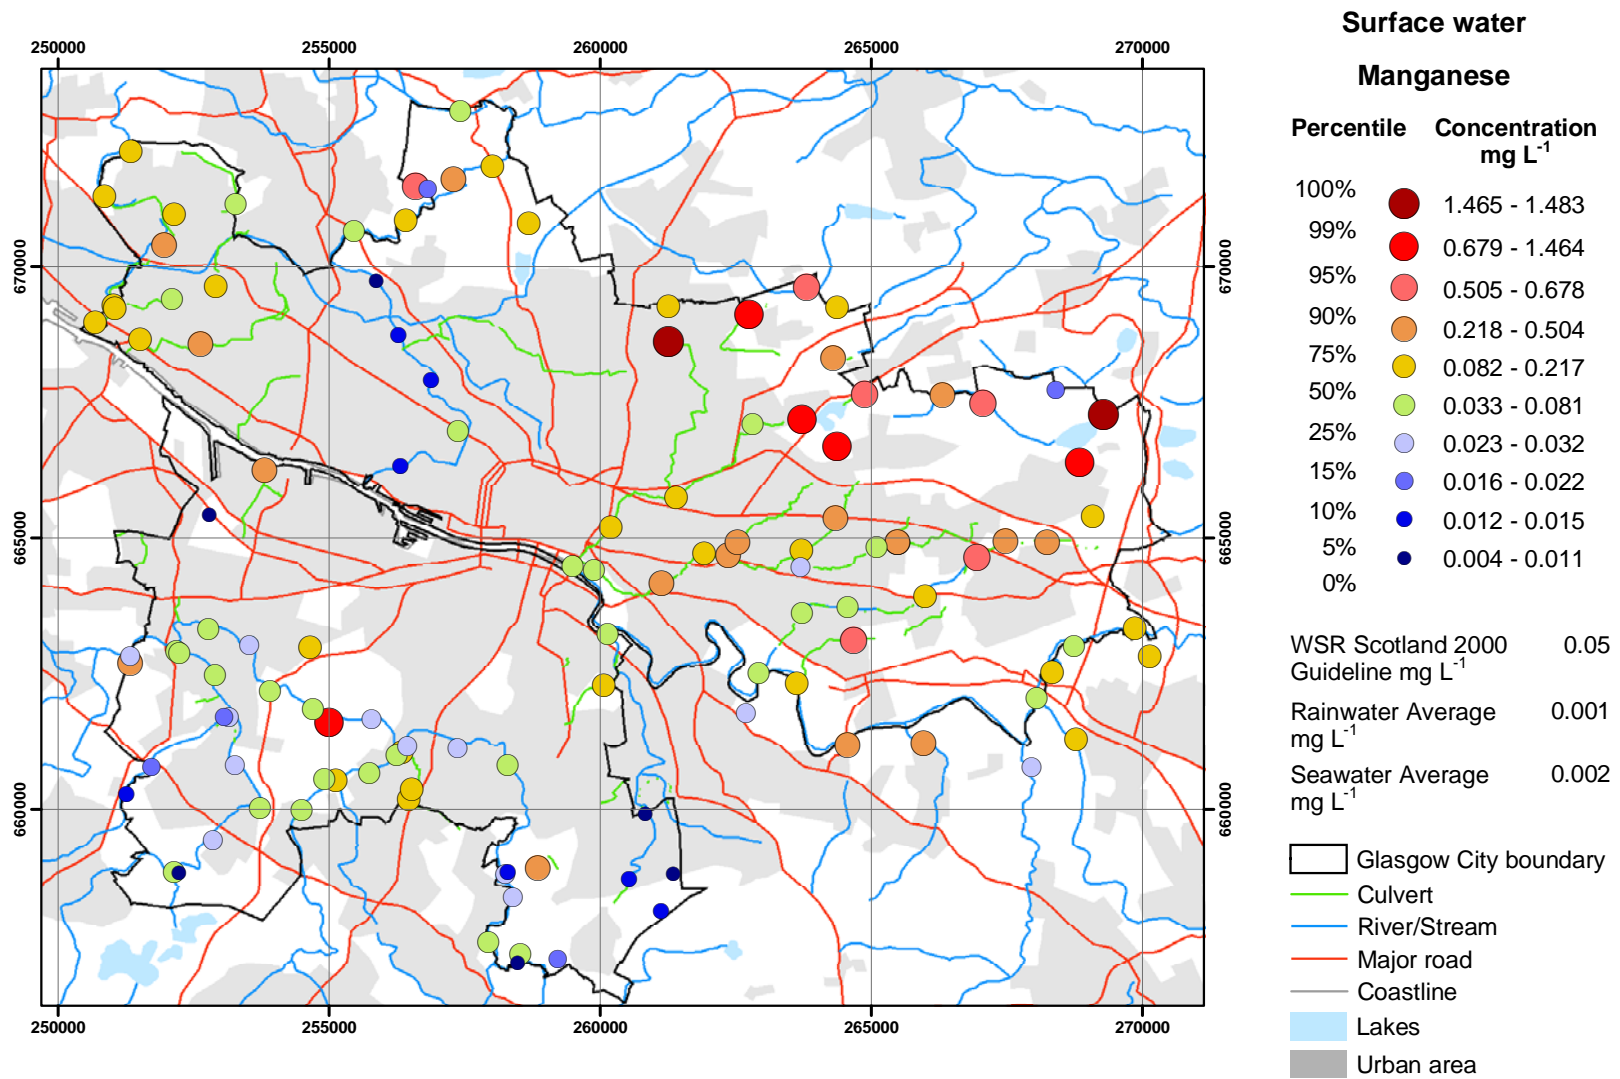 Surface water
Manganese
Percentile Concentration
mg L-1
100%
1.465 - 1.483
99%
0.679 - 1.464
95%
0.505 - 0.678
90%
0.218 - 0.504
75%
0.082 - 0.217
50%
0.033 - 0.081
25%
0.023 - 0.032
15%
0.016 - 0.022
10%
0.012 - 0.015
5%
0.004 - 0.011
0%
WSR Scotland 2000 0.05
Guideline mg L-1
Rainwater Average 0.001
mg L-1
Seawater Average 0.002
mg L-1
Glasgow City boundary
Culvert
River/Stream
Major road
Coastline
Lakes
Urban area
250000 255000 260000 265000 270000
670000 670000
665000 665000
660000 660000
250000 255000 260000 265000 270000